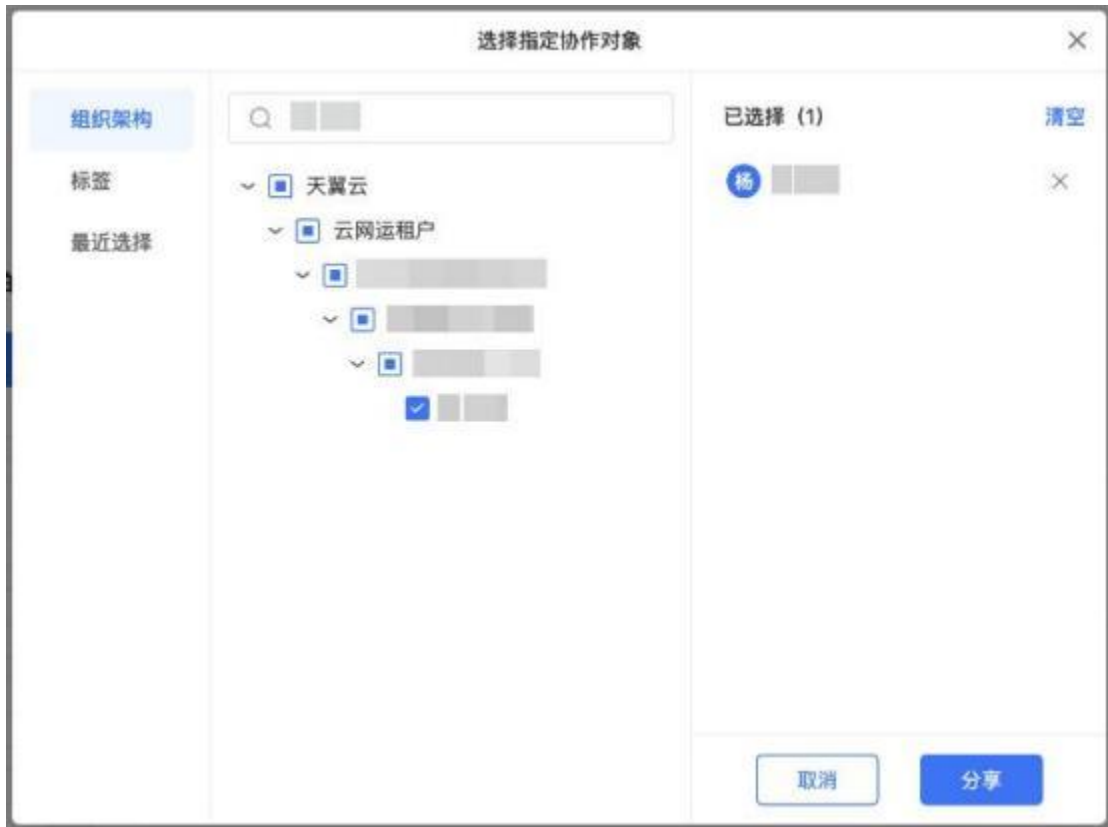 选择指定协作对象
组织架构
标签
最近选择
天翼云
云网运租户
已选择 (1)
清空
杨
取消
分享